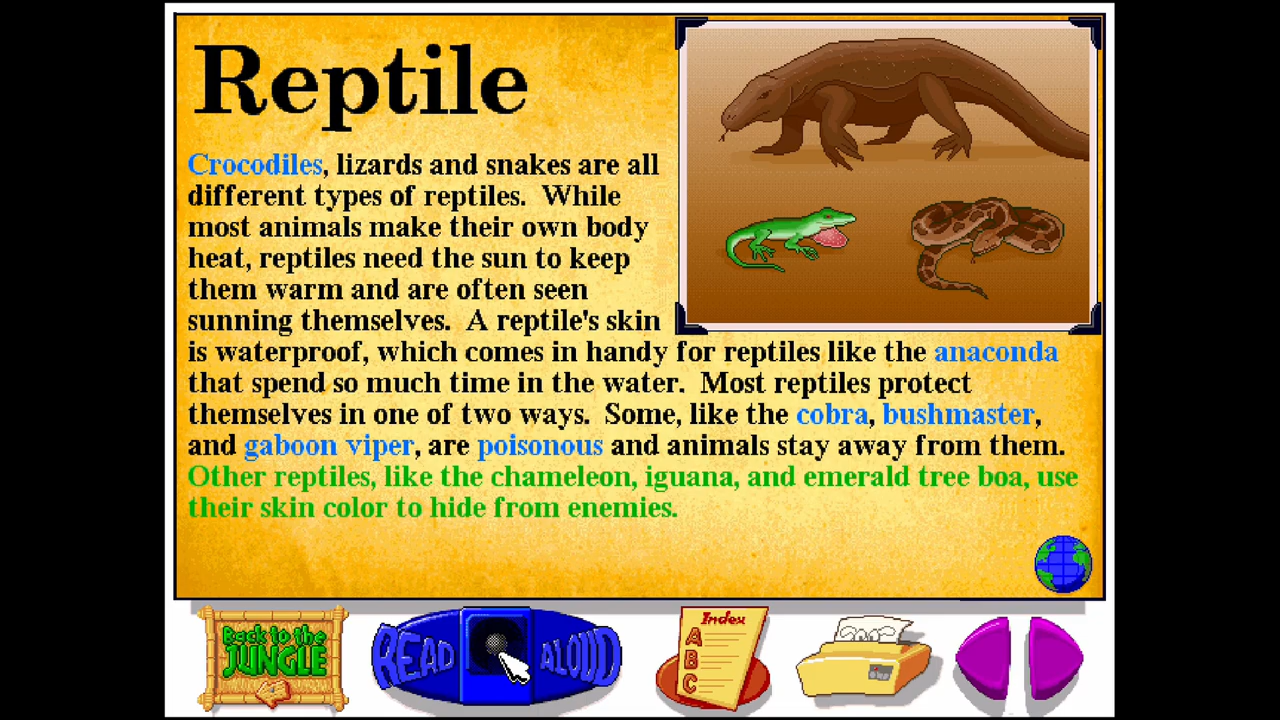 Reptile
Crocodiles, lizards and snakes are all
different types of reptiles.  While
most animals make their own body
heat, reptiles need the sun to keep
them warm and are often seen
sunning themselves.  A reptile's skin
is waterproof, which comes in handy for reptiles like the anaconda
that spend so much time in the water.  Most reptiles protect
themselves in one of two ways.  Some, like the cobra, bushmaster,
and gaboon viper, are poisonous and animals stay away from them.
Other reptiles, like the chameleon, iguana, and emerald tree boa, use
their skin color to hide from enemies.
Back to the
JUNGLE
READ ALOUD
Index
A
B
C